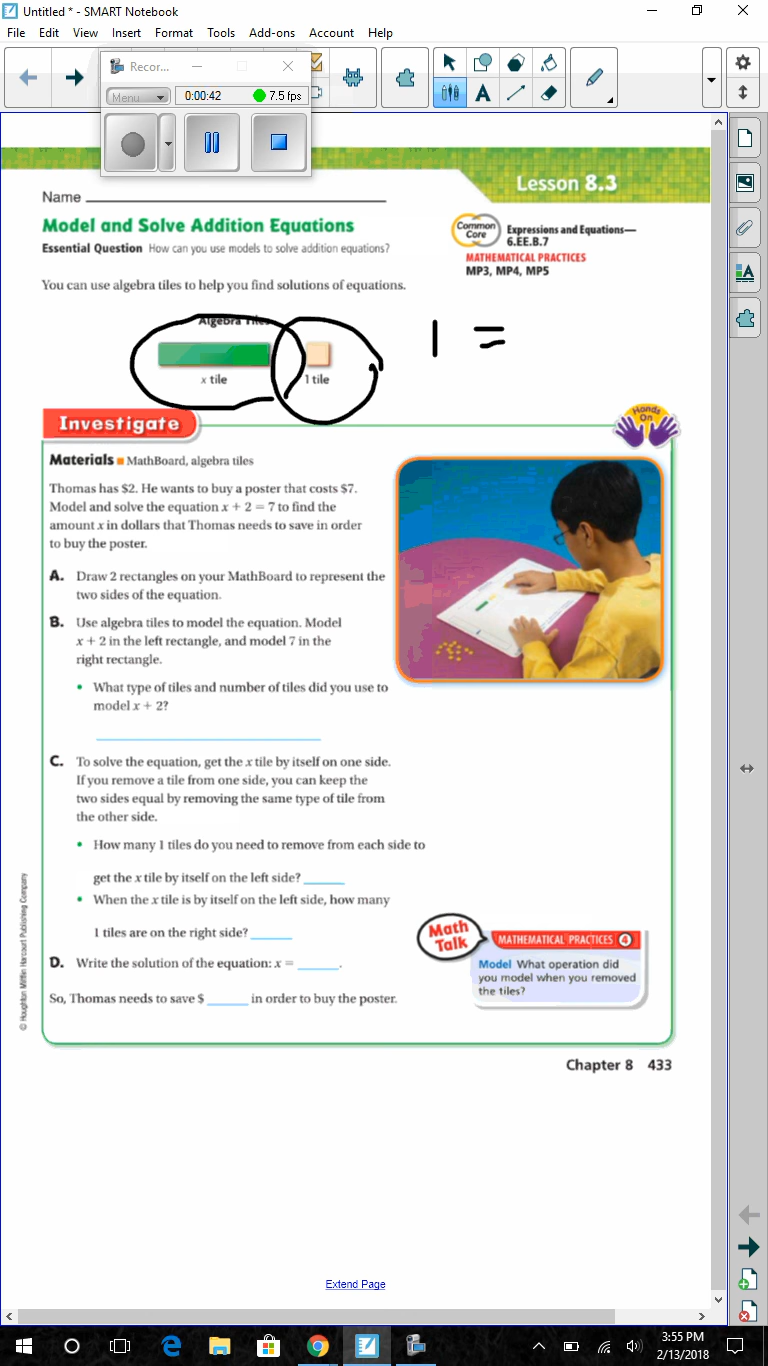 Untitled * - SMART Notebook
File Edit View Insert Format Tools Add-ons Account Help
Recor...
Menu 0:00:42 7.5 fps
Lesson 8.3
Name
Model and Solve Addition Equations
Essential Question How can you use models to solve addition equations?
Common Core
Expressions and Equations—
6.EE.B.7
MATHEMATICAL PRACTICES
MP3, MP4, MP5
You can use algebra tiles to help you find solutions of equations.
Algebra Tiles
x tile 1 tile
1 =
Investigate
Hands On
Materials ■ MathBoard, algebra tiles
Thomas has $2. He wants to buy a poster that costs $7.
Model and solve the equation x + 2 = 7 to find the
amount x in dollars that Thomas needs to save in order
to buy the poster.
A. Draw 2 rectangles on your MathBoard to represent the
two sides of the equation.
B. Use algebra tiles to model the equation. Model
x + 2 in the left rectangle, and model 7 in the
right rectangle.
• What type of tiles and number of tiles did you use to
model x + 2?
C. To solve the equation, get the x tile by itself on one side.
If you remove a tile from one side, you can keep the
two sides equal by removing the same type of tile from
the other side.
• How many 1 tiles do you need to remove from each side to
get the x tile by itself on the left side?
• When the x tile is by itself on the left side, how many
1 tiles are on the right side?
D. Write the solution of the equation: x = .
So, Thomas needs to save $ in order to buy the poster.
Math Talk
MATHEMATICAL PRACTICES 4
Model What operation did
you model when you removed
the tiles?
© Houghton Mifflin Harcourt Publishing Company
Chapter 8 433
Extend Page
3:55 PM
2/13/2018